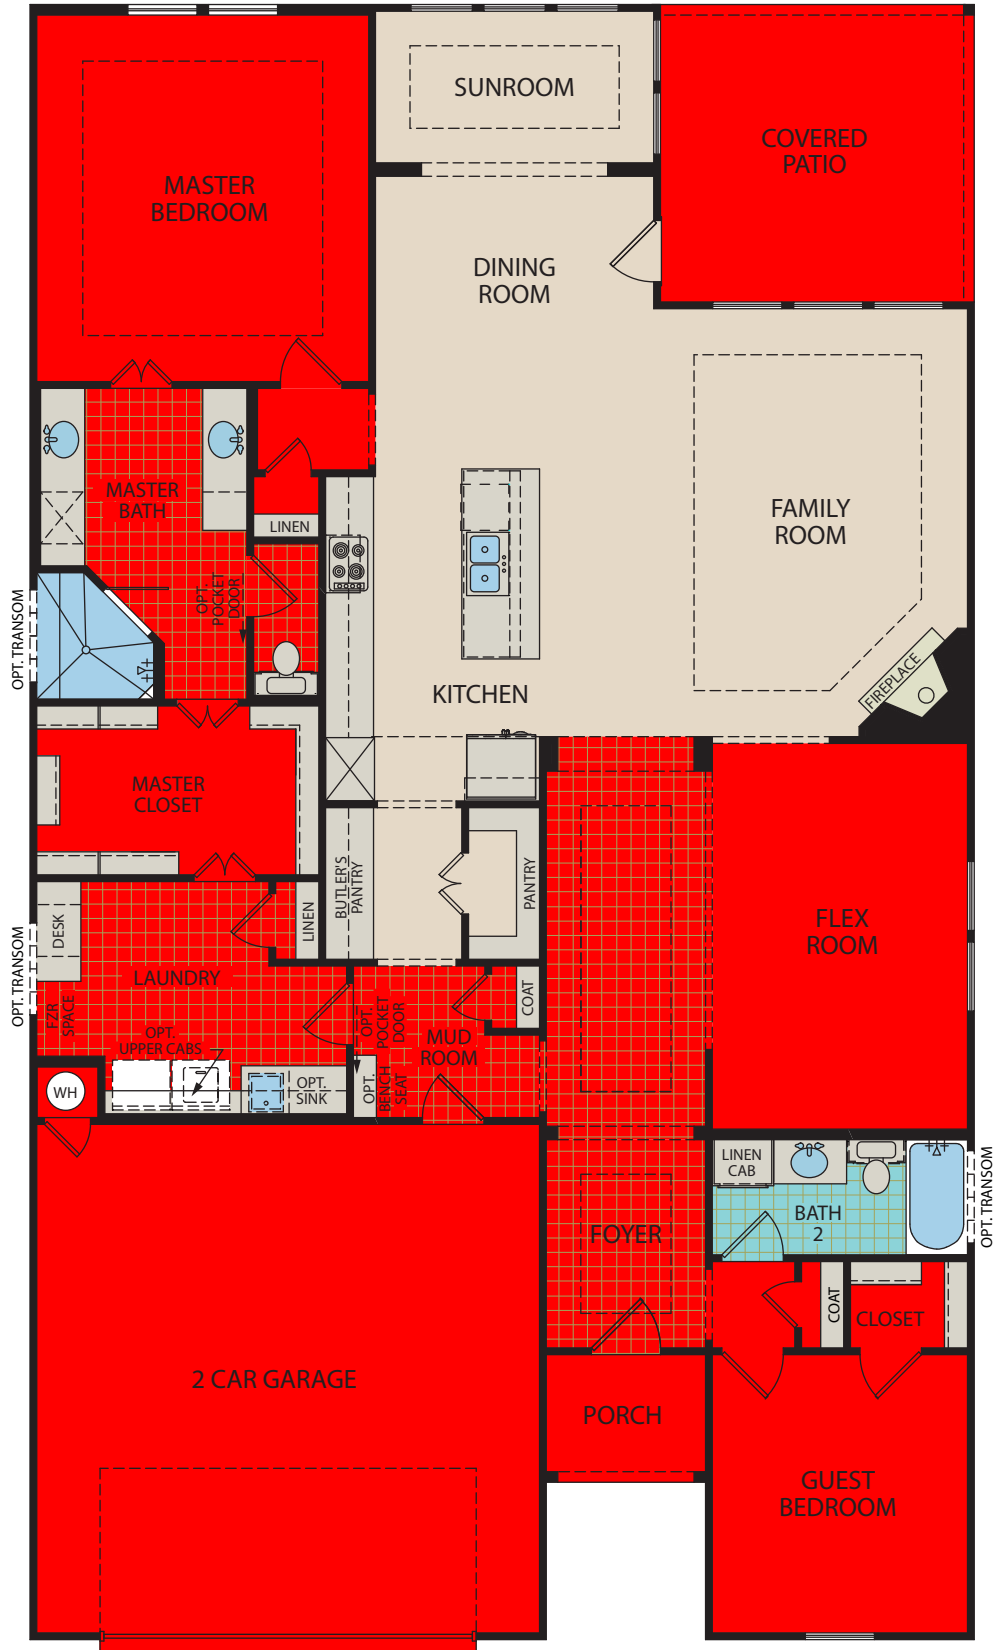 SUNROOM
COVERED
PATIO
MASTER
BEDROOM
DINING
ROOM
OPT. TRANSOM
MASTER
BATH
LINEN
OPT.
POCKET
DOOR
FAMILY
ROOM
KITCHEN
FIREPLACE
MASTER
CLOSET
BUTLER'S
PANTRY
PANTRY
OPT. TRANSOM
DESK
LINEN
FLEX
ROOM
LAUNDRY
FZR
SPACE
OPT.
UPPER CABS
OPT.
POCKET
DOOR
COAT
MUD
ROOM
WH
OPT.
SINK
OPT.
BENCH
SEAT
LINEN
CAB
BATH
2
OPT. TRANSOM
FOYER
COAT
CLOSET
2 CAR GARAGE
PORCH
GUEST
BEDROOM